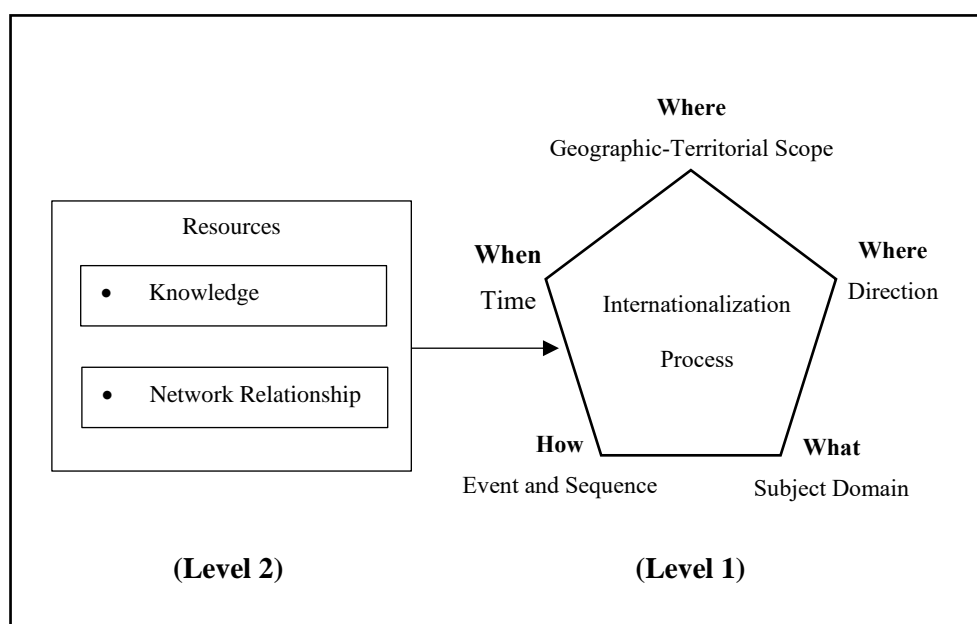 Where
Geographic-Territorial Scope
Resources
• Knowledge
• Network Relationship
When
Time
Where
Direction
Internationalization
Process
How
Event and Sequence
What
Subject Domain
(Level 2)
(Level 1)